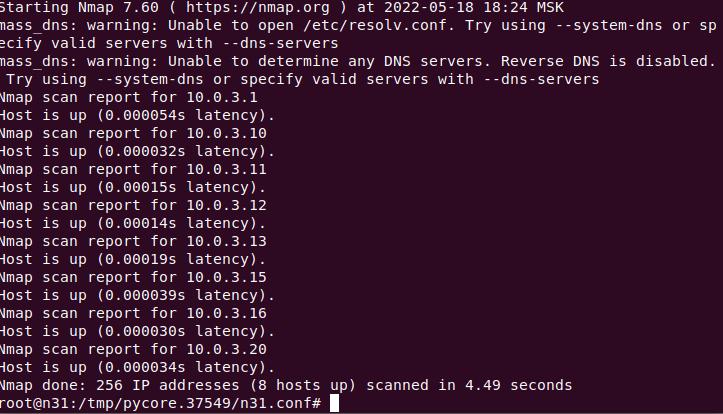 Starting Nmap 7.60 ( https://nmap.org ) at 2022-05-18 18:24 MSK
mass_dns: warning: Unable to open /etc/resolv.conf. Try using --system-dns or sp
ecify valid servers with --dns-servers
mass_dns: warning: Unable to determine any DNS servers. Reverse DNS is disabled.
 Try using --system-dns or specify valid servers with --dns-servers
Nmap scan report for 10.0.3.1
Host is up (0.000054s latency).
Nmap scan report for 10.0.3.10
Host is up (0.000032s latency).
Nmap scan report for 10.0.3.11
Host is up (0.00015s latency).
Nmap scan report for 10.0.3.12
Host is up (0.00014s latency).
Nmap scan report for 10.0.3.13
Host is up (0.00019s latency).
Nmap scan report for 10.0.3.15
Host is up (0.000039s latency).
Nmap scan report for 10.0.3.16
Host is up (0.000030s latency).
Nmap scan report for 10.0.3.20
Host is up (0.000034s latency).
Nmap done: 256 IP addresses (8 hosts up) scanned in 4.49 seconds
root@n31:/tmp/pycore.37549/n31.conf#